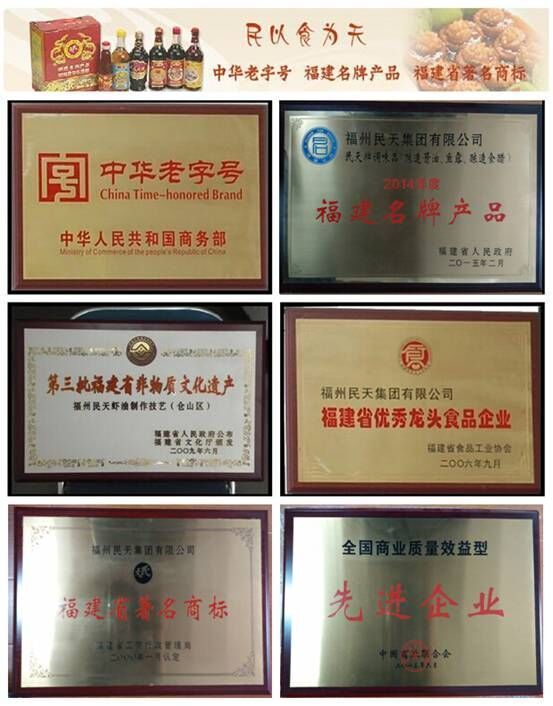 民以食为天
中华老字号 福建名牌产品 福建省著名商标
中华老字号
China Time-honored Brand
中华人民共和国商务部
Ministry of Commerce of the people's Republic of China
福州民天集团有限公司
2014年度
福建名牌产品
福建省人民政府
二〇一五年二月
第三批福建省非物质文化遗产
福州民天虾油制作技艺（仓山区）
福建省人民政府公布
福建省文化厅颁发
二〇〇九年六月
福州民天集团有限公司
福建省优秀龙头食品企业
福建省食品工业协会
二〇〇六年九月
福州民天集团有限公司
福建省著名商标
全国商业质量效益型
先进企业